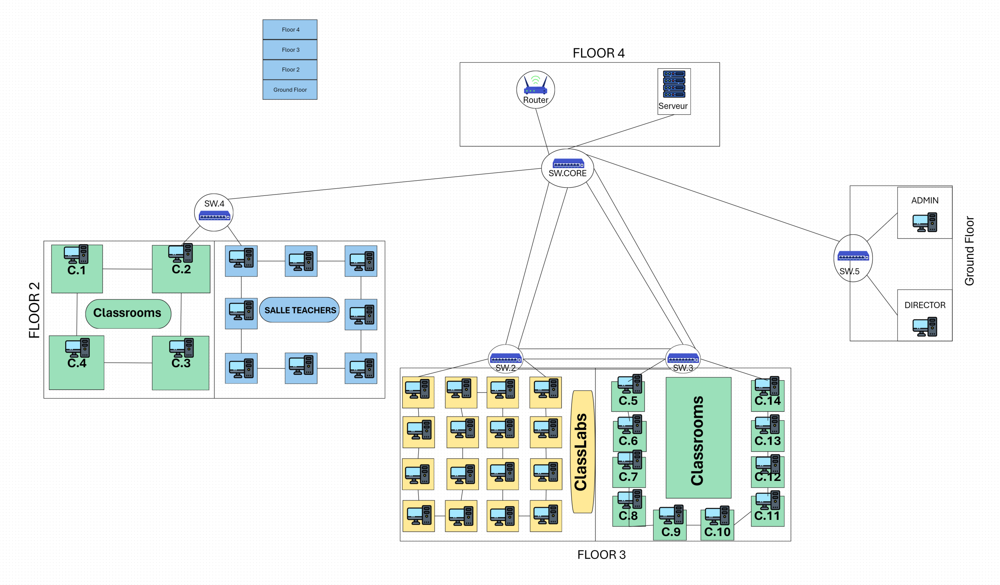 Floor 4
Floor 3
Floor 2
Ground Floor
FLOOR 4
Router
Serveur
SW.CORE
SW.4
FLOOR 2
C.1
C.2
Classrooms
C.4
C.3
SALLE TEACHERS
ADMIN
SW.5
DIRECTOR
Ground Floor
SW.2
SW.3
ClassLabs
C.5
C.6
C.7
C.8
C.9
C.10
Classrooms
C.14
C.13
C.12
C.11
FLOOR 3